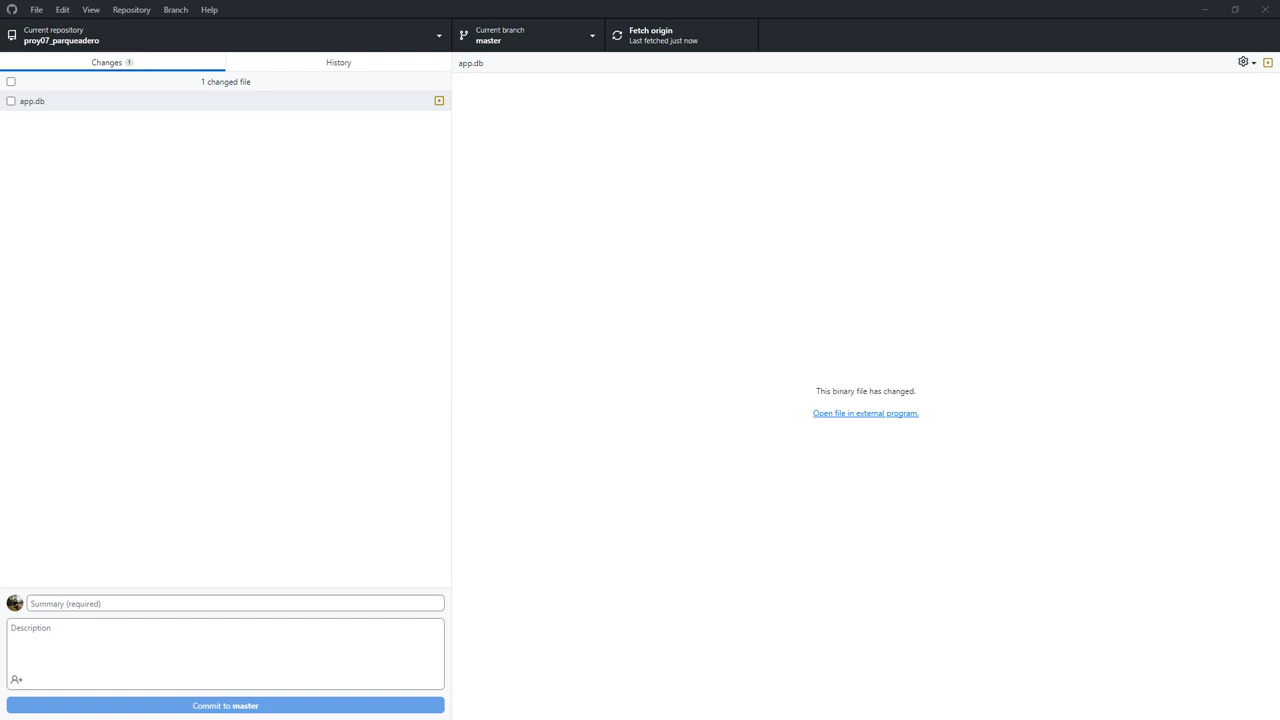 File Edit View Repository Branch Help
Current repository
proy07_parqueadero
Current branch
master
Fetch origin
Last fetched just now
Changes 1
History
app.db
1 changed file
app.db
This binary file has changed.
Open file in external program.
Summary (required)
Description
Commit to master